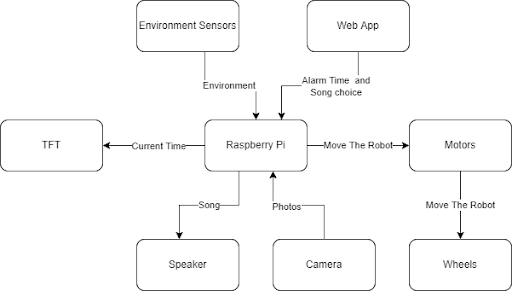 Environment Sensors
Web App
Environment
Alarm Time and
Song choice
TFT
Current Time
Raspberry Pi
Move The Robot
Motors
Song
Photos
Move The Robot
Speaker
Camera
Wheels